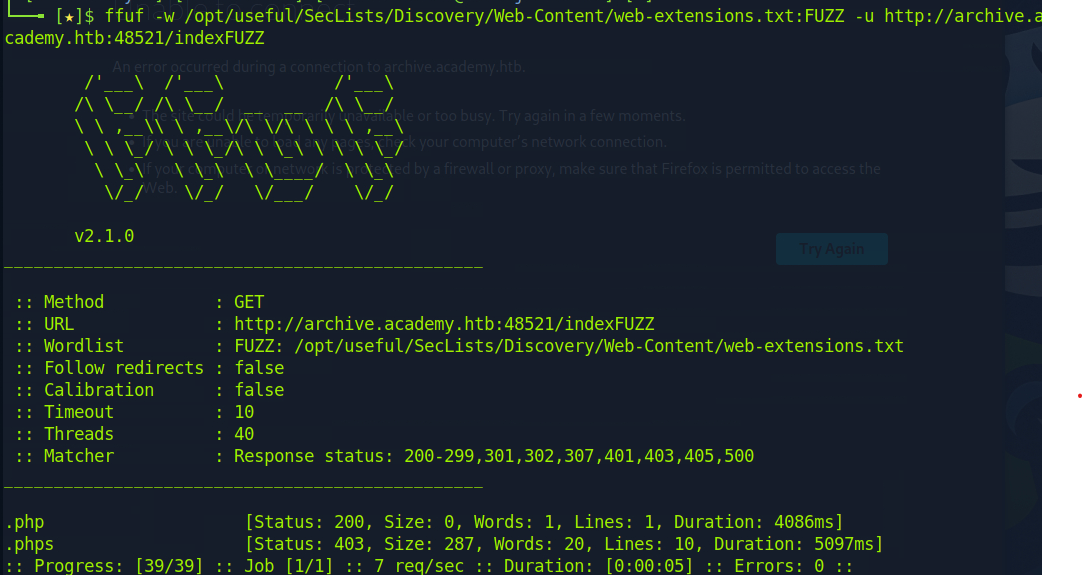 [★]$ ffuf -w /opt/useful/SecLists/Discovery/Web-Content/web-extensions.txt:FUZZ -u http://archive.a
cademy.htb:48521/indexFUZZ
An error occurred during a connection to archive.academy.htb.
The site could be temporarily unavailable or too busy. Try again in a few moments.
If you are unable to load any pages, check your computer's network connection.
If your computer or network is protected by a firewall or proxy, make sure that Firefox is permitted to access the
Web.
v2.1.0
Try Again
________________________________________________
:: Method : GET
:: URL : http://archive.academy.htb:48521/indexFUZZ
:: Wordlist : FUZZ: /opt/useful/SecLists/Discovery/Web-Content/web-extensions.txt
:: Follow redirects : false
:: Calibration : false
:: Timeout : 10
:: Threads : 40
:: Matcher : Response status: 200-299,301,302,307,401,403,405,500
________________________________________________
.php [Status: 200, Size: 0, Words: 1, Lines: 1, Duration: 4086ms]
.phps [Status: 403, Size: 287, Words: 20, Lines: 10, Duration: 5097ms]
:: Progress: [39/39] :: Job [1/1] :: 7 req/sec :: Duration: [0:00:05] :: Errors: 0 ::